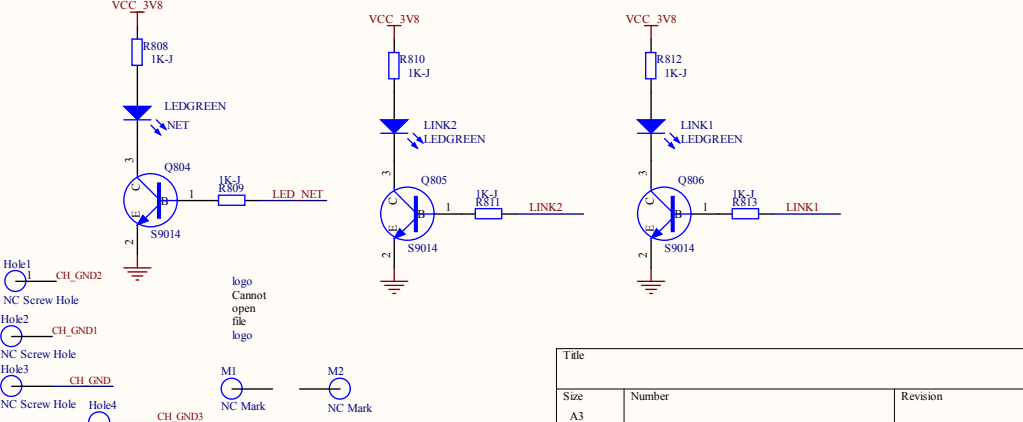 VCC_3V8
R808
1K-J
LEDGREEN
NET
3
Q804
C
B
E
1
1K-J
R809
LED_NET
2
S9014
VCC_3V8
R810
1K-J
LINK2
LEDGREEN
3
Q805
C
B
E
1
1K-J
R811
LINK2
2
S9014
VCC_3V8
R812
1K-J
LINK1
LEDGREEN
3
Q806
C
B
E
1
1K-J
R813
LINK1
2
S9014
Hole1
1
CH_GND2
NC Screw Hole
Hole2
CH_GND1
NC Screw Hole
Hole3
CH_GND
NC Screw Hole
Hole4
CH_GND3
logo
Cannot
open
file
logo
M1
NC Mark
M2
NC Mark
Title
Size
Number
Revision
A3